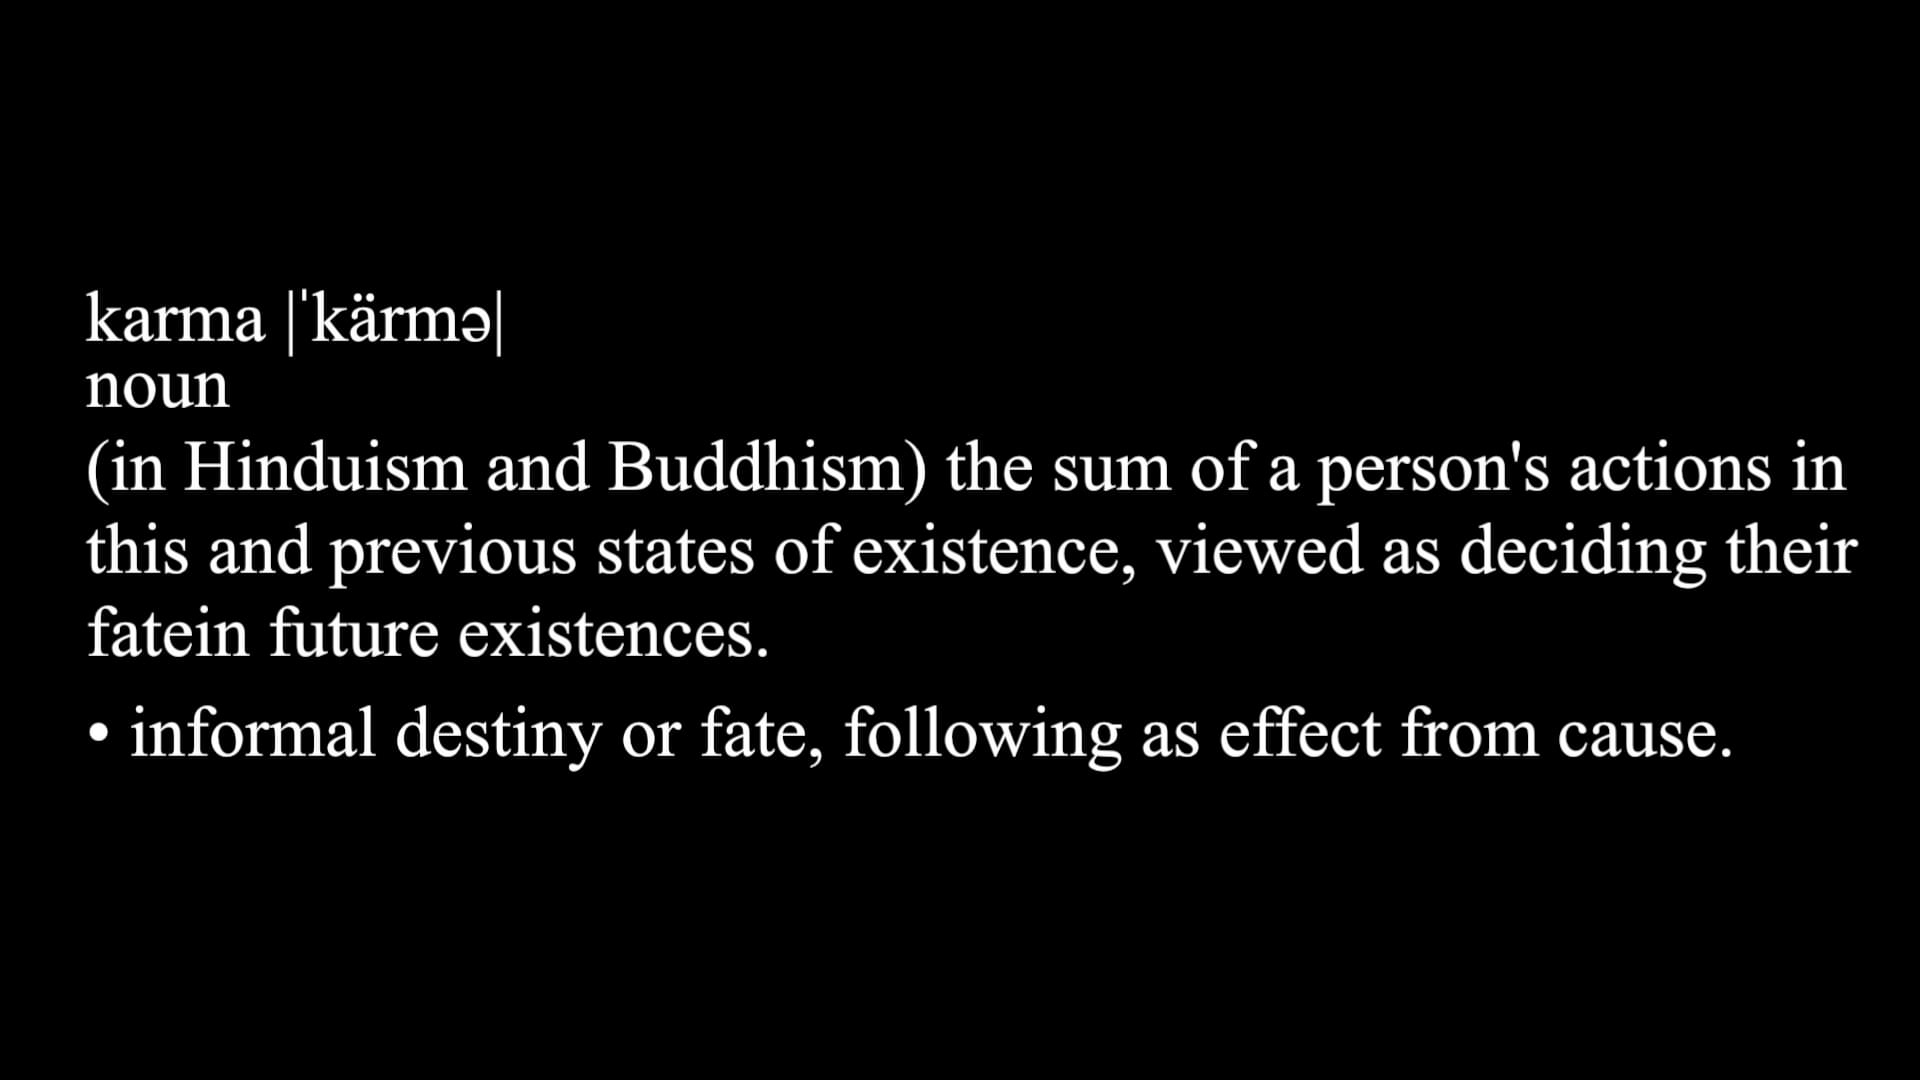 karma |ˈkärmə|
noun
(in Hinduism and Buddhism) the sum of a person's actions in
this and previous states of existence, viewed as deciding their
fatein future existences.
• informal destiny or fate, following as effect from cause.